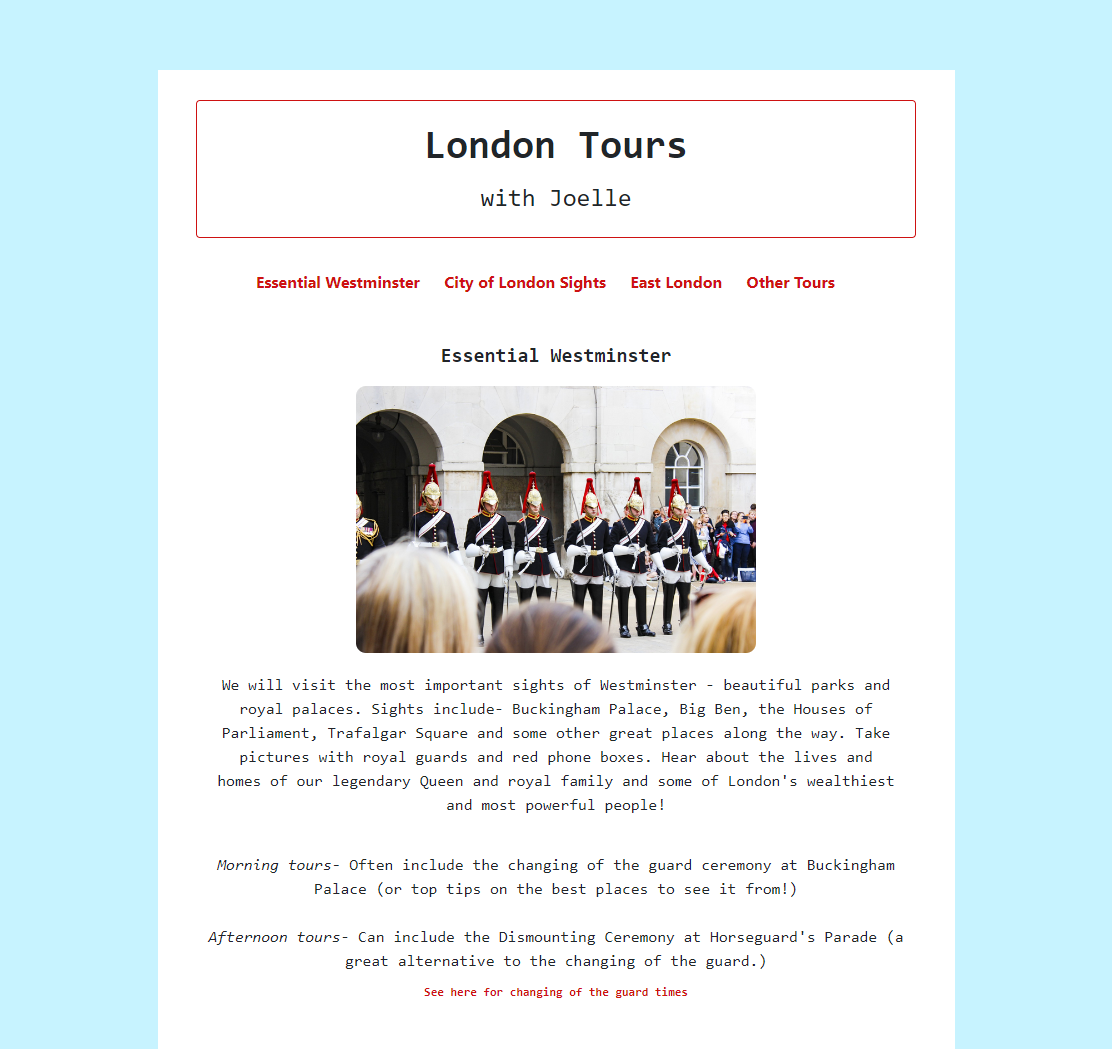 London Tours
with Joelle
Essential Westminster City of London Sights East London Other Tours
Essential Westminster
We will visit the most important sights of Westminster - beautiful parks and
royal palaces. Sights include- Buckingham Palace, Big Ben, the Houses of
Parliament, Trafalgar Square and some other great places along the way. Take
pictures with royal guards and red phone boxes. Hear about the lives and
homes of our legendary Queen and royal family and some of London's wealthiest
and most powerful people!
Morning tours- Often include the changing of the guard ceremony at Buckingham
Palace (or top tips on the best places to see it from!)
Afternoon tours- Can include the Dismounting Ceremony at Horseguard's Parade (a
great alternative to the changing of the guard.)
See here for changing of the guard times